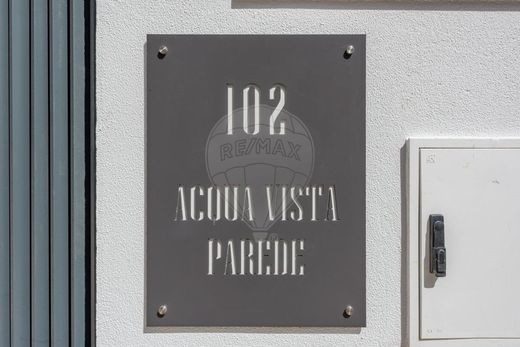 102
RE/MAX
ACQUA VISTA
PAREDE